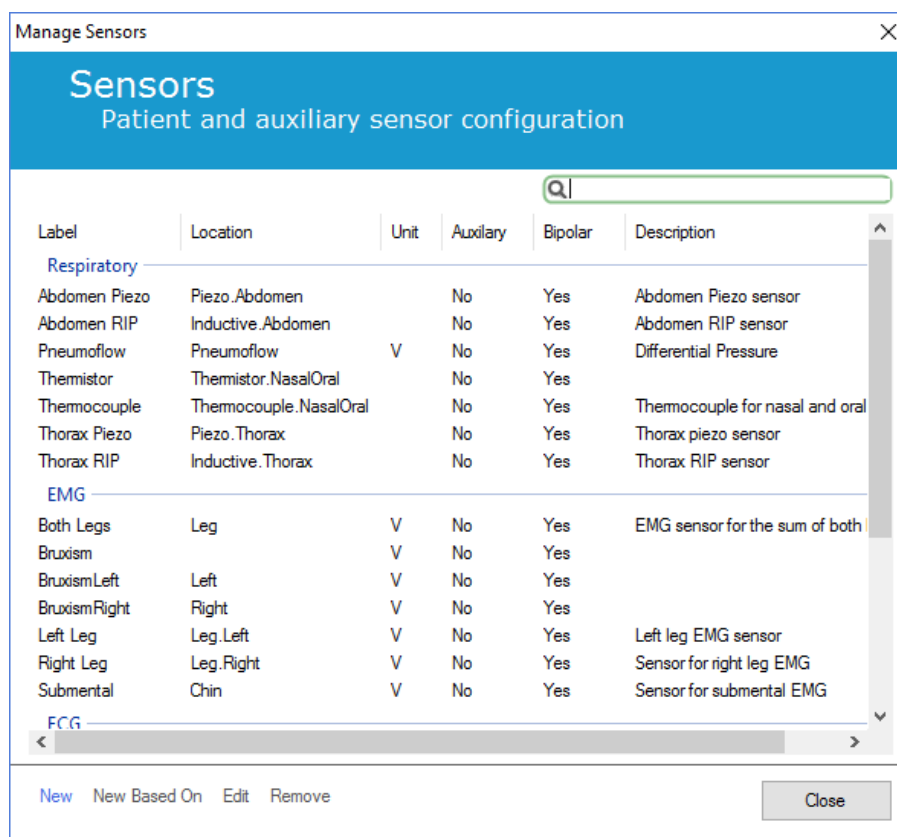 Manage Sensors
Sensors
Patient and auxiliary sensor configuration
Label Location Unit Auxilary Bipolar Description
Respiratory
Abdomen Piezo Piezo.Abdomen No Yes Abdomen Piezo sensor
Abdomen RIP Inductive.Abdomen No Yes Abdomen RIP sensor
Pneumoflow Pneumoflow V No Yes Differential Pressure
Thermistor Thermistor.NasalOral No Yes
Thermocouple Thermocouple.NasalOral No Yes Thermocouple for nasal and oral
Thorax Piezo Piezo.Thorax No Yes Thorax piezo sensor
Thorax RIP Inductive.Thorax No Yes Thorax RIP sensor
EMG
Both Legs Leg V No Yes EMG sensor for the sum of both
Bruxism V No Yes
BruxismLeft Left V No Yes
BruxismRight Right V No Yes
Left Leg Leg.Left V No Yes Left leg EMG sensor
Right Leg Leg.Right V No Yes Sensor for right leg EMG
Submental Chin V No Yes Sensor for submental EMG
ECG
New New Based On Edit Remove Close